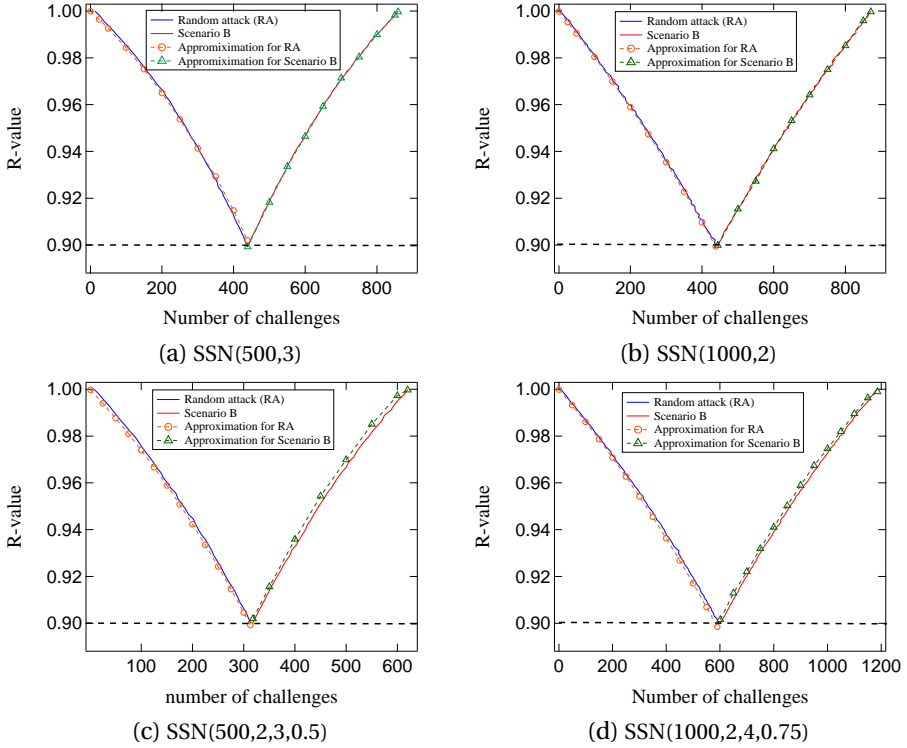 1.00
0.98
0.96
0.94
0.92
0.90
R-value
Random attack (RA)
Scenario B
Appromiximation for RA
Appromiximation for Scenario B
0 200 400 600 800
Number of challenges
(a) SSN(500,3)
1.00
0.98
0.96
0.94
0.92
0.90
R-value
Random attack (RA)
Scenario B
Approximation for RA
Approximation for Scenario B
0 200 400 600 800
Number of challenges
(b) SSN(1000,2)
1.00
0.98
0.96
0.94
0.92
0.90
R-value
Random attack (RA)
Scenario B
Approximation for RA
Approximation for Scenario B
100 200 300 400 500 600
number of challenges
(c) SSN(500,2,3,0.5)
1.00
0.98
0.96
0.94
0.92
0.90
R-value
Random attack (RA)
Scenario B
Approximation for RA
Approximation for Scenario B
0 200 400 600 800 1000 1200
Number of challenges
(d) SSN(1000,2,4,0.75)